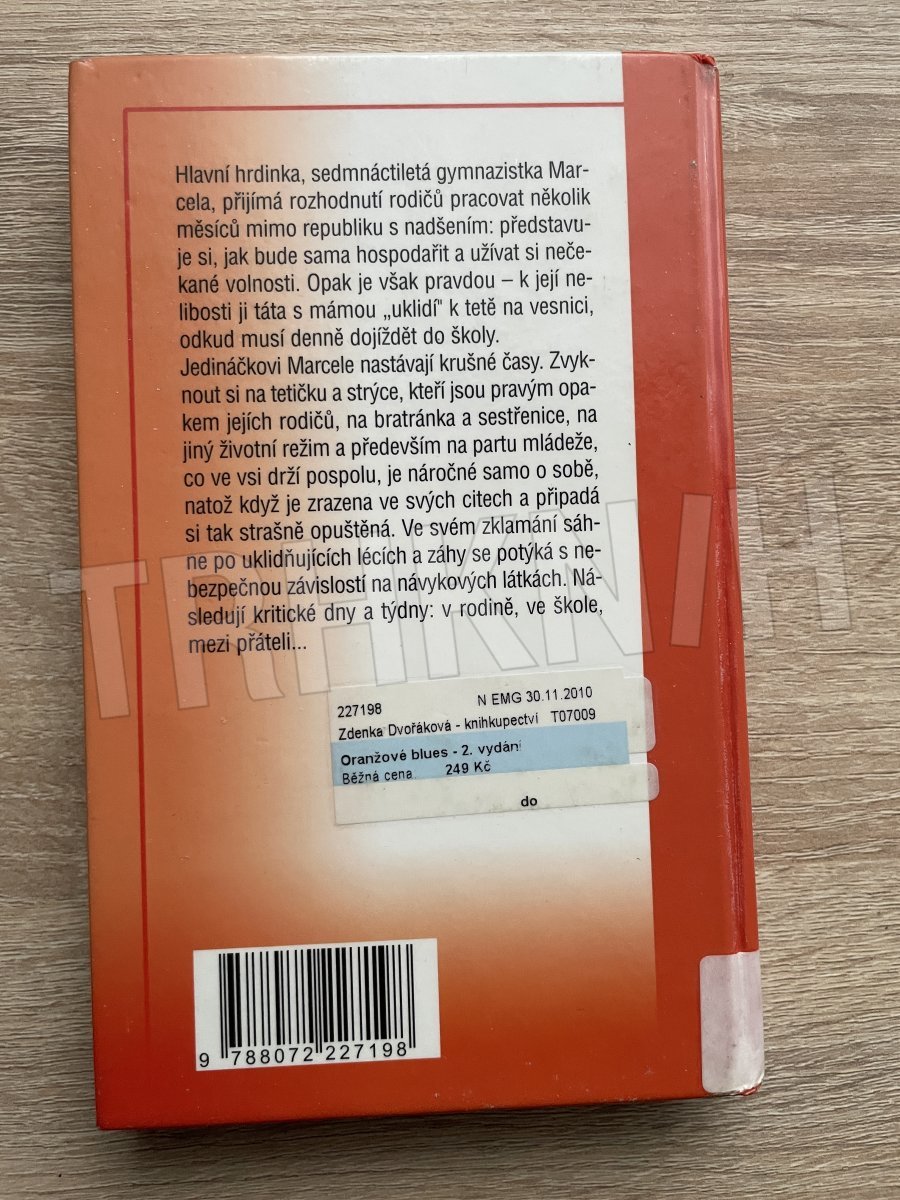 Hlavní hrdinka, sedmnáctiletá gymnazistka Mar-
cela, přijímá rozhodnutí rodičů pracovat několik
měsíců mimo republiku s nadšením: představu-
je si, jak bude sama hospodařit a užívat si neče-
kané volnosti. Opak je však pravdou – k její ne-
libosti ji táta s mámou „uklidí" k tetě na vesnici,
odkud musí denně dojíždět do školy.
Jedináčkovi Marcele nastávají krušné časy. Zvyk-
nout si na tetičku a strýce, kteří jsou pravým opa-
kem jejích rodičů, na bratránka a sestřenice, na
jiný životní režim a především na partu mládeže,
co ve vsi drží pospolu, je náročné samo o sobě,
natož když je zrazena ve svých citech a připadá
si tak strašně opuštěná. Ve svém zklamání sáh-
ne po uklidňujících lécích a záhy se potýká s ne-
bezpečnou závislostí na návykových látkách. Ná-
sledují kritické dny a týdny: v rodině, ve škole,
mezi přáteli...
TRHKNIH
227198 N EMG 30.11.2010
Zdenka Dvořáková - knihkupectví T07009
Oranžové blues - 2. vydání
Běžná cena 249 Kč
do
9 788072 227198